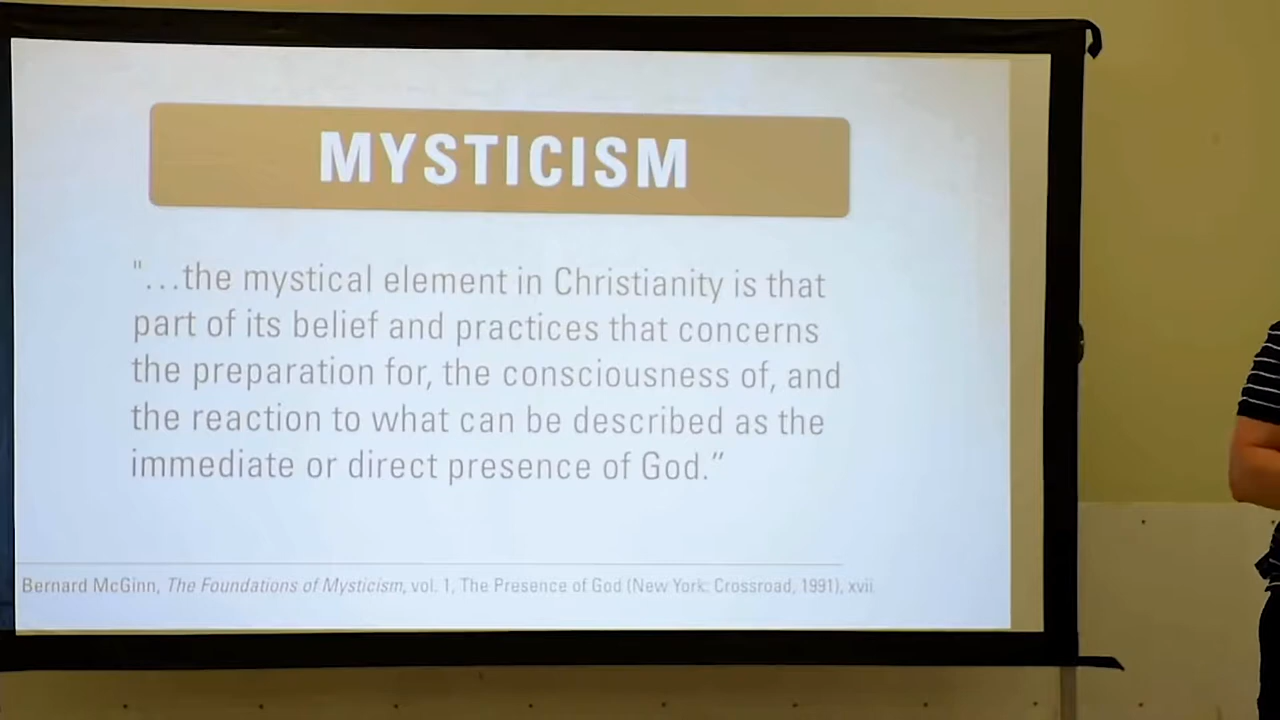 MYSTICISM
"...the mystical element in Christianity is that
part of its belief and practices that concerns
the preparation for, the consciousness of, and
the reaction to what can be described as the
immediate or direct presence of God.”
Bernard McGinn, The Foundations of Mysticism, vol. 1, The Presence of God (New York: Crossroad, 1991), xvii